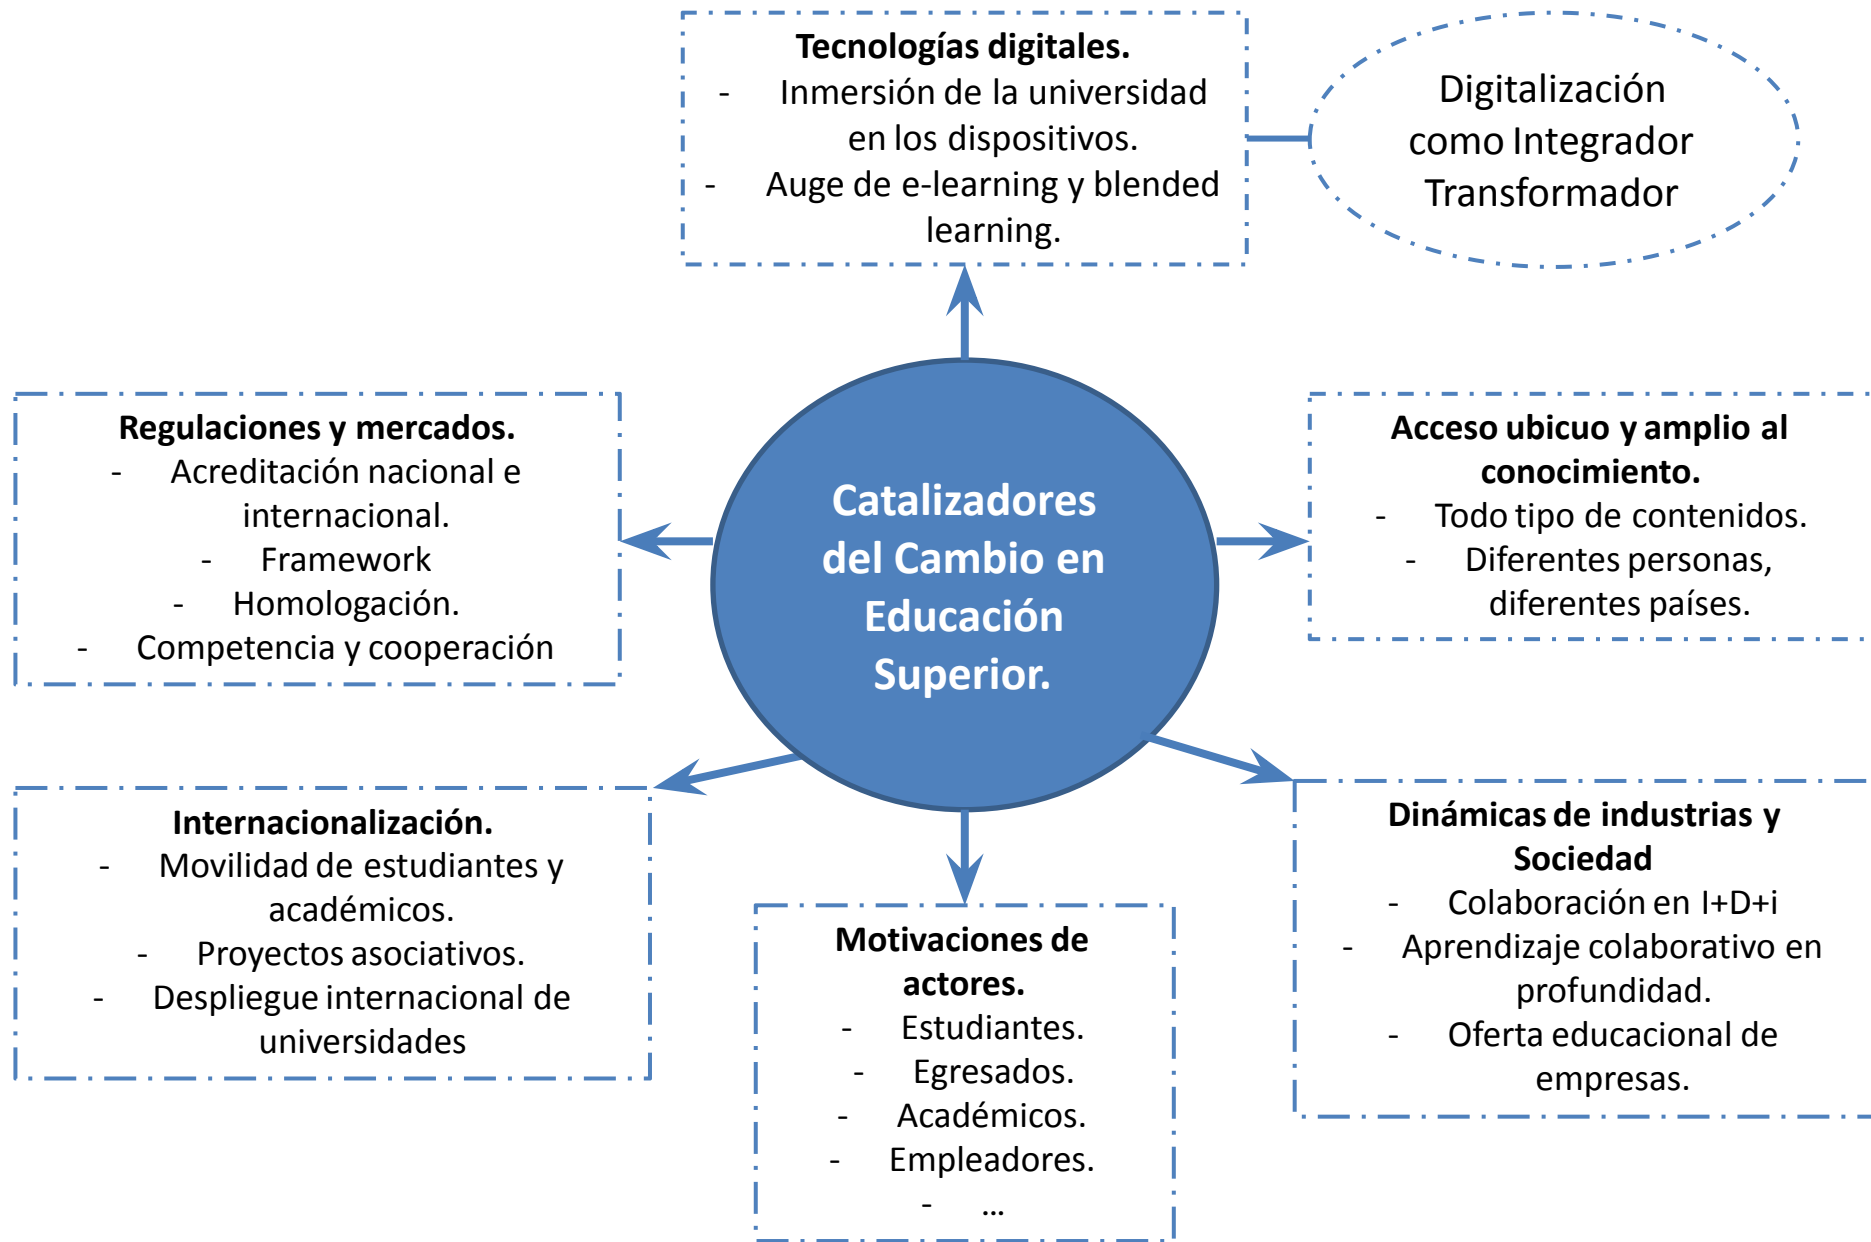 Tecnologías digitales.
- Inmersión de la universidad
en los dispositivos.
- Auge de e-learning y blended
learning.
Digitalización
como Integrador
Transformador
Regulaciones y mercados.
- Acreditación nacional e
internacional.
- Framework
- Homologación.
- Competencia y cooperación
Catalizadores
del Cambio en
Educación
Superior.
Acceso ubicuo y amplio al
conocimiento.
- Todo tipo de contenidos.
- Diferentes personas,
diferentes países.
Internacionalización.
- Movilidad de estudiantes y
académicos.
- Proyectos asociativos.
- Despliegue internacional de
universidades
Motivaciones de
actores.
- Estudiantes.
- Egresados.
- Académicos.
- Empleadores.
- ...
Dinámicas de industrias y
Sociedad
- Colaboración en I+D+i
- Aprendizaje colaborativo en
profundidad.
- Oferta educacional de
empresas.